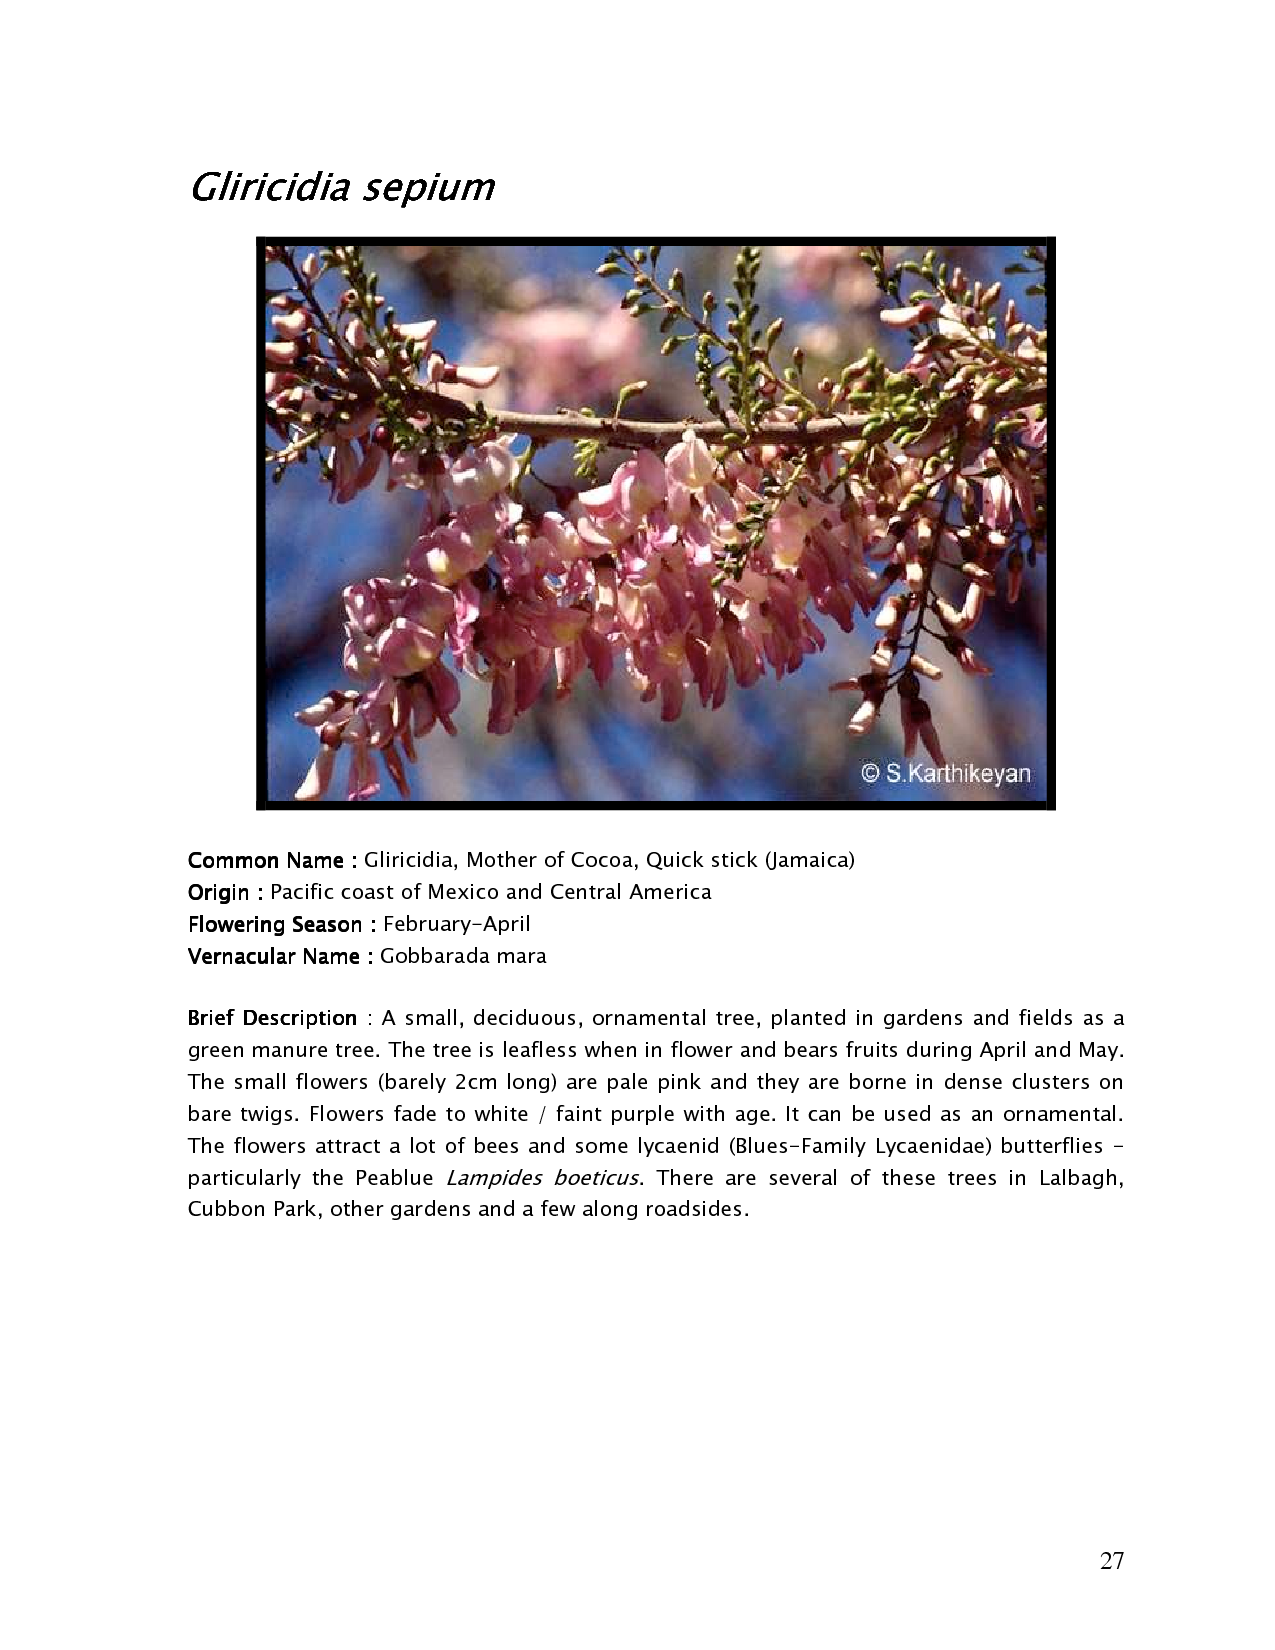 Gliricidia sepium
© S.Karthikeyan
Common Name : Gliricidia, Mother of Cocoa, Quick stick (Jamaica)
Origin : Pacific coast of Mexico and Central America
Flowering Season : February-April
Vernacular Name : Gobbarada mara
Brief Description : A small, deciduous, ornamental tree, planted in gardens and fields as a
green manure tree. The tree is leafless when in flower and bears fruits during April and May.
The small flowers (barely 2cm long) are pale pink and they are borne in dense clusters on
bare twigs. Flowers fade to white / faint purple with age. It can be used as an ornamental.
The flowers attract a lot of bees and some lycaenid (Blues-Family Lycaenidae) butterflies -
particularly the Peablue Lampides boeticus. There are several of these trees in Lalbagh,
Cubbon Park, other gardens and a few along roadsides.
27